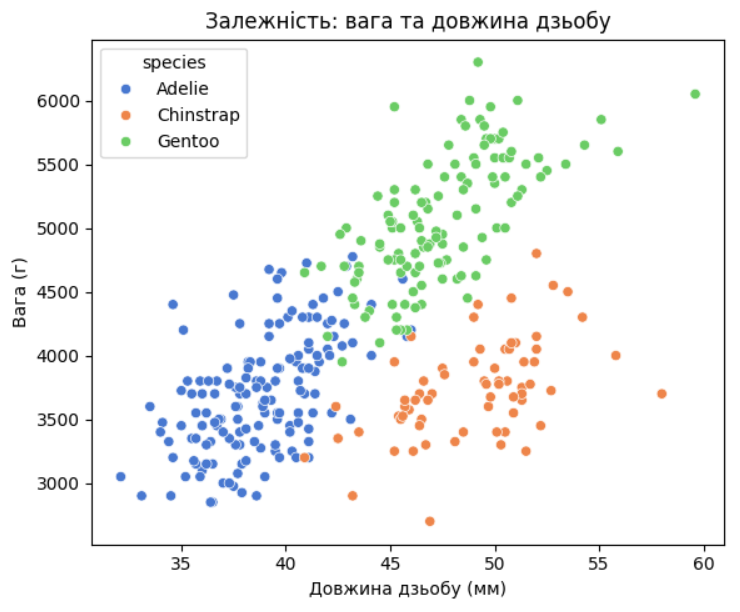 Залежність: вага та довжина дзьобу
species
Adelie
Chinstrap
Gentoo
Вага (г)
6000
5500
5000
4500
4000
3500
3000
35 40 45 50 55 60
Довжина дзьобу (мм)